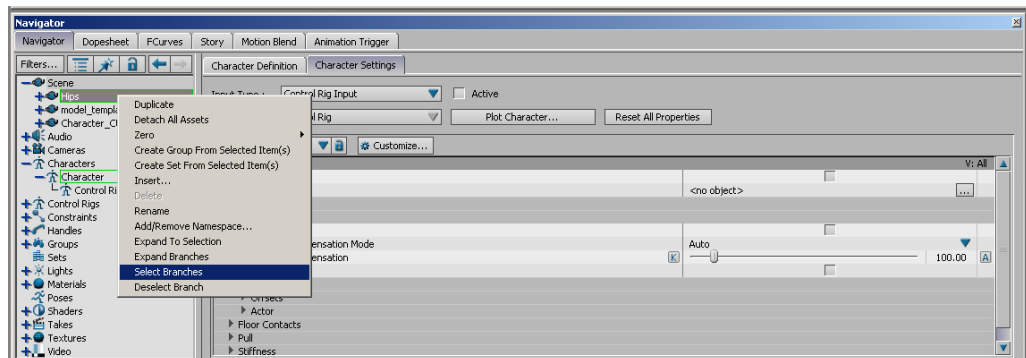 Navigator
Navigator Dopesheet FCurves Story Motion Blend Animation Trigger
Filters...
Scene
Hips
model_templ
Character_Ct
Audio
Cameras
Characters
Character
Control Ri
Control Rigs
Constraints
Handles
Groups
Sets
Lights
Materials
Poses
Shaders
Takes
Textures
Video
Duplicate
Detach All Assets
Zero
Create Group From Selected Item(s)
Create Set From Selected Item(s)
Insert...
Delete
Rename
Add/Remove Namespace...
Expand To Selection
Expand Branches
Select Branches
Deselect Branch
Character Definition Character Settings
Input Type : Control Rig Input Active
l Rig Plot Character... Reset All Properties
Customize...
V: All
<no object> ...
ensation Mode Auto
ensation K 100.00 A
Offsets
Actor
Floor Contacts
Pull
Stiffness